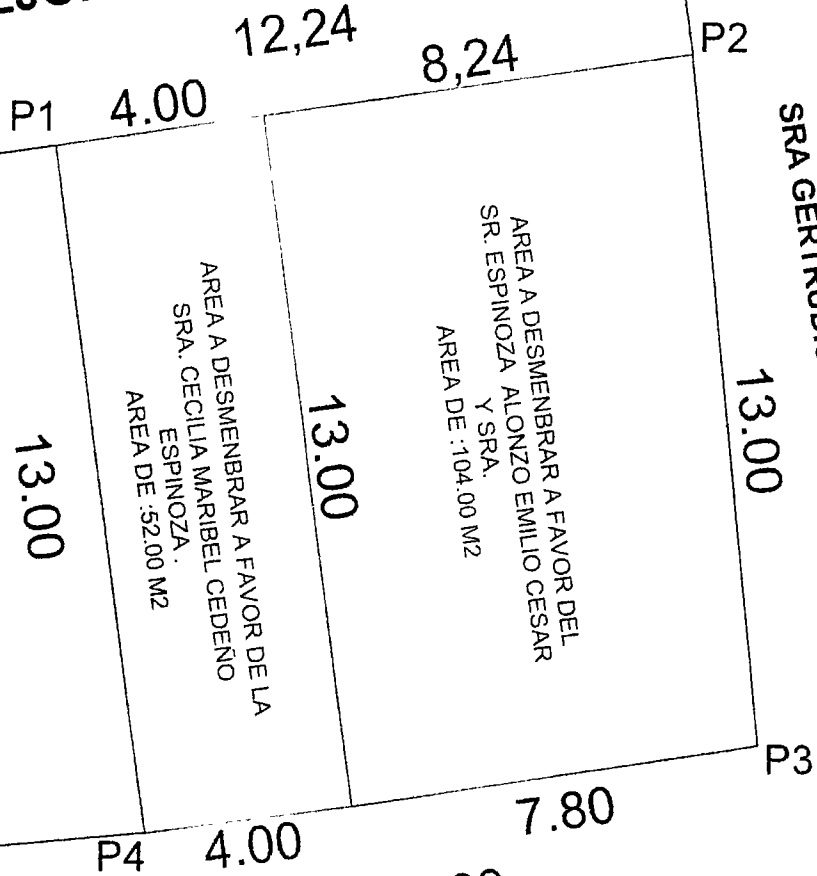 12,24
P1
4.00
8,24
P2
SRA
13.00
AREA A DESMENBRAR A FAVOR DE LA
SRA. CECILIA MARIBEL CEDEÑO
ESPINOZA .
AREA DE :52.00 M2
13.00
AREA A DESMENBRAR A FAVOR DEL
SR. ESPINOZA ALONZO EMILIO CESAR
Y SRA.
AREA DE :104.00 M2
13.00
P4
4.00
7.80
P3